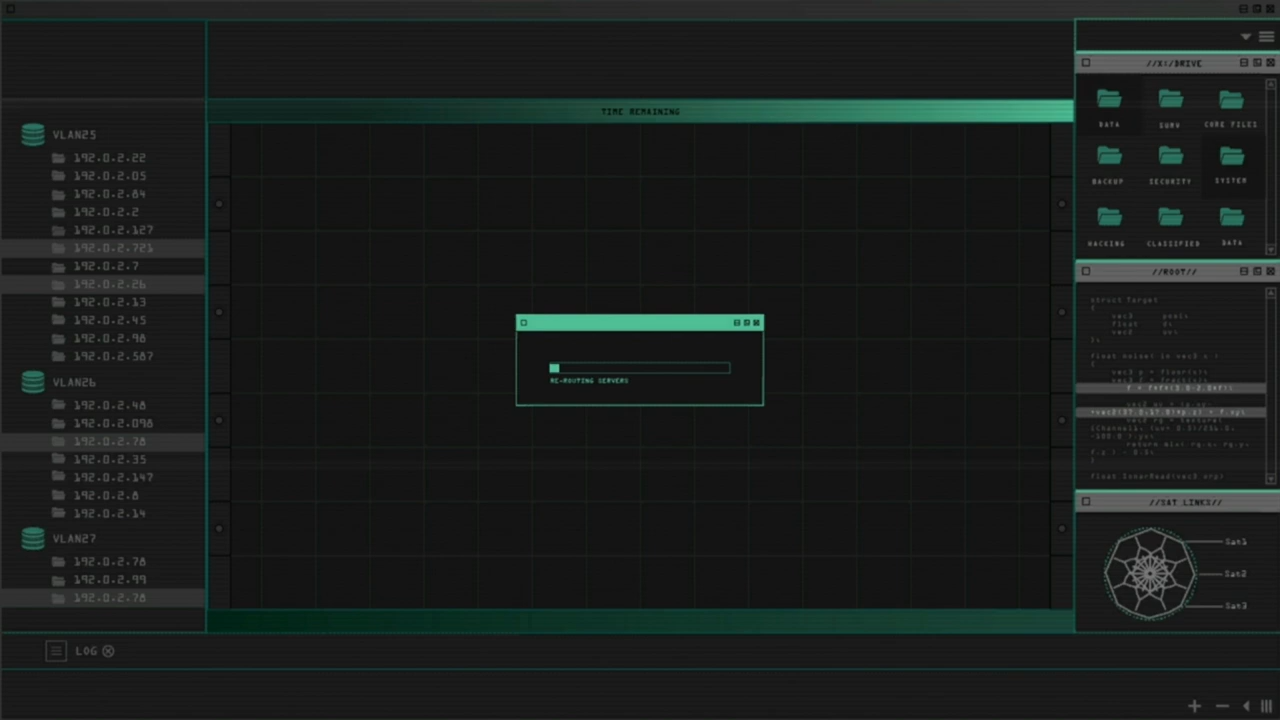 TIME REMAINING
VLAN25
192.0.2.22
192.0.2.05
192.0.2.84
192.0.2.2
192.0.2.127
192.0.2.721
192.0.2.7
192.0.2.26
192.0.2.13
192.0.2.45
192.0.2.98
192.0.2.587
VLAN26
192.0.2.48
192.0.2.098
192.0.2.78
192.0.2.35
192.0.2.147
192.0.2.8
192.0.2.14
VLAN27
192.0.2.78
192.0.2.99
192.0.2.78
LOG
RE-ROUTING SERVERS
//X:/DRIVE
DATA
SURV
CORE FILES
BACKUP
SECURITY
SYSTEM
HACKING
CLASSIFIED
DATA
//ROOT//
struct Target
{
vec3
float
vec3
//SAT LINKS//
Sat1
Sat2
Sat3